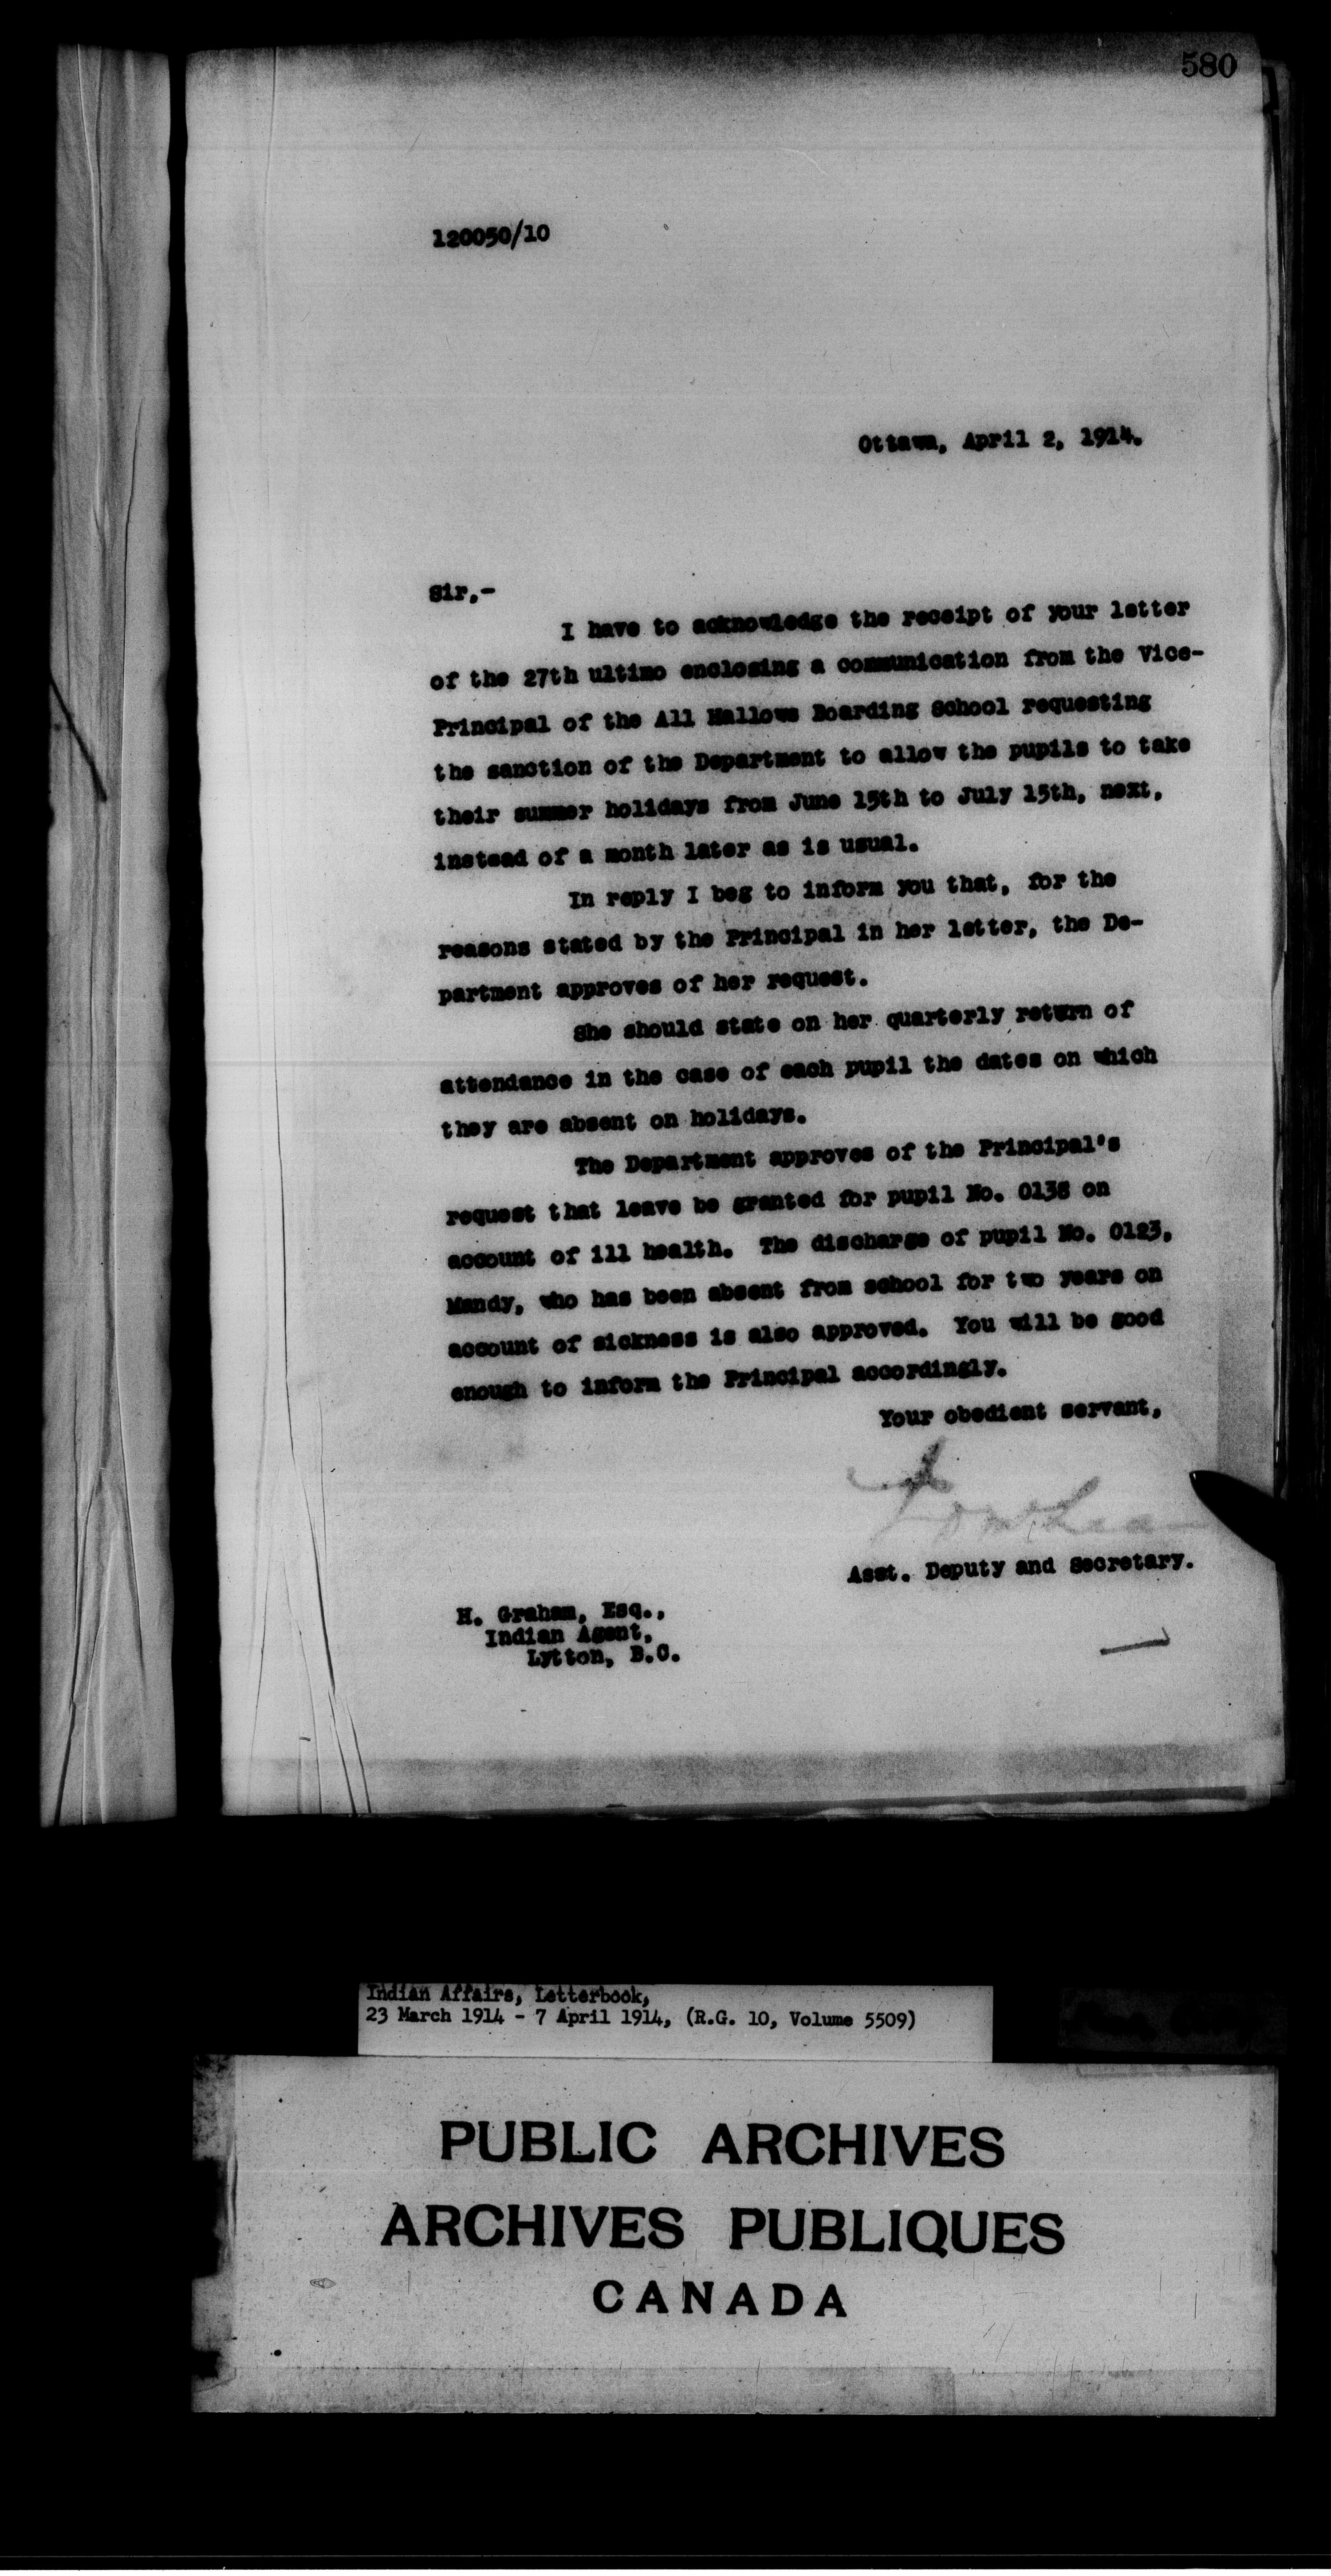 580
120050/10
Ottawa, April 2, 1914.
Sir,-
I have to acknowledge the receipt of your letter
of the 27th ultimo enclosing a communication from the Vice-
Principal of the All Hallows Boarding School requesting
the sanction of the Department to allow the pupils to take
their summer holidays from June 15th to July 15th, next,
instead of a month later as is usual.
In reply I beg to inform you that, for the
reasons stated by the Principal in her letter, the De-
partment approves of her request.
She should state on her quarterly return of
attendance in the case of each pupil the dates on which
they are absent on holidays.
The Department approves of the Principal's
request that leave be granted for pupil No. 0138 on
account of ill health. The discharge of pupil No. 0123,
Mandy, who has been absent from school for two years on
account of sickness is also approved. You will be good
enough to inform the Principal accordingly.
Your obedient servant,
Asst. Deputy and Secretary.
H. Graham, Esq.,
Indian Agent,
Lytton, B.C.
Indian Affairs, Letterbook,
23 March 1914 - 7 April 1914, (R.G. 10, Volume 5509)
PUBLIC ARCHIVES
ARCHIVES PUBLIQUES
CANADA